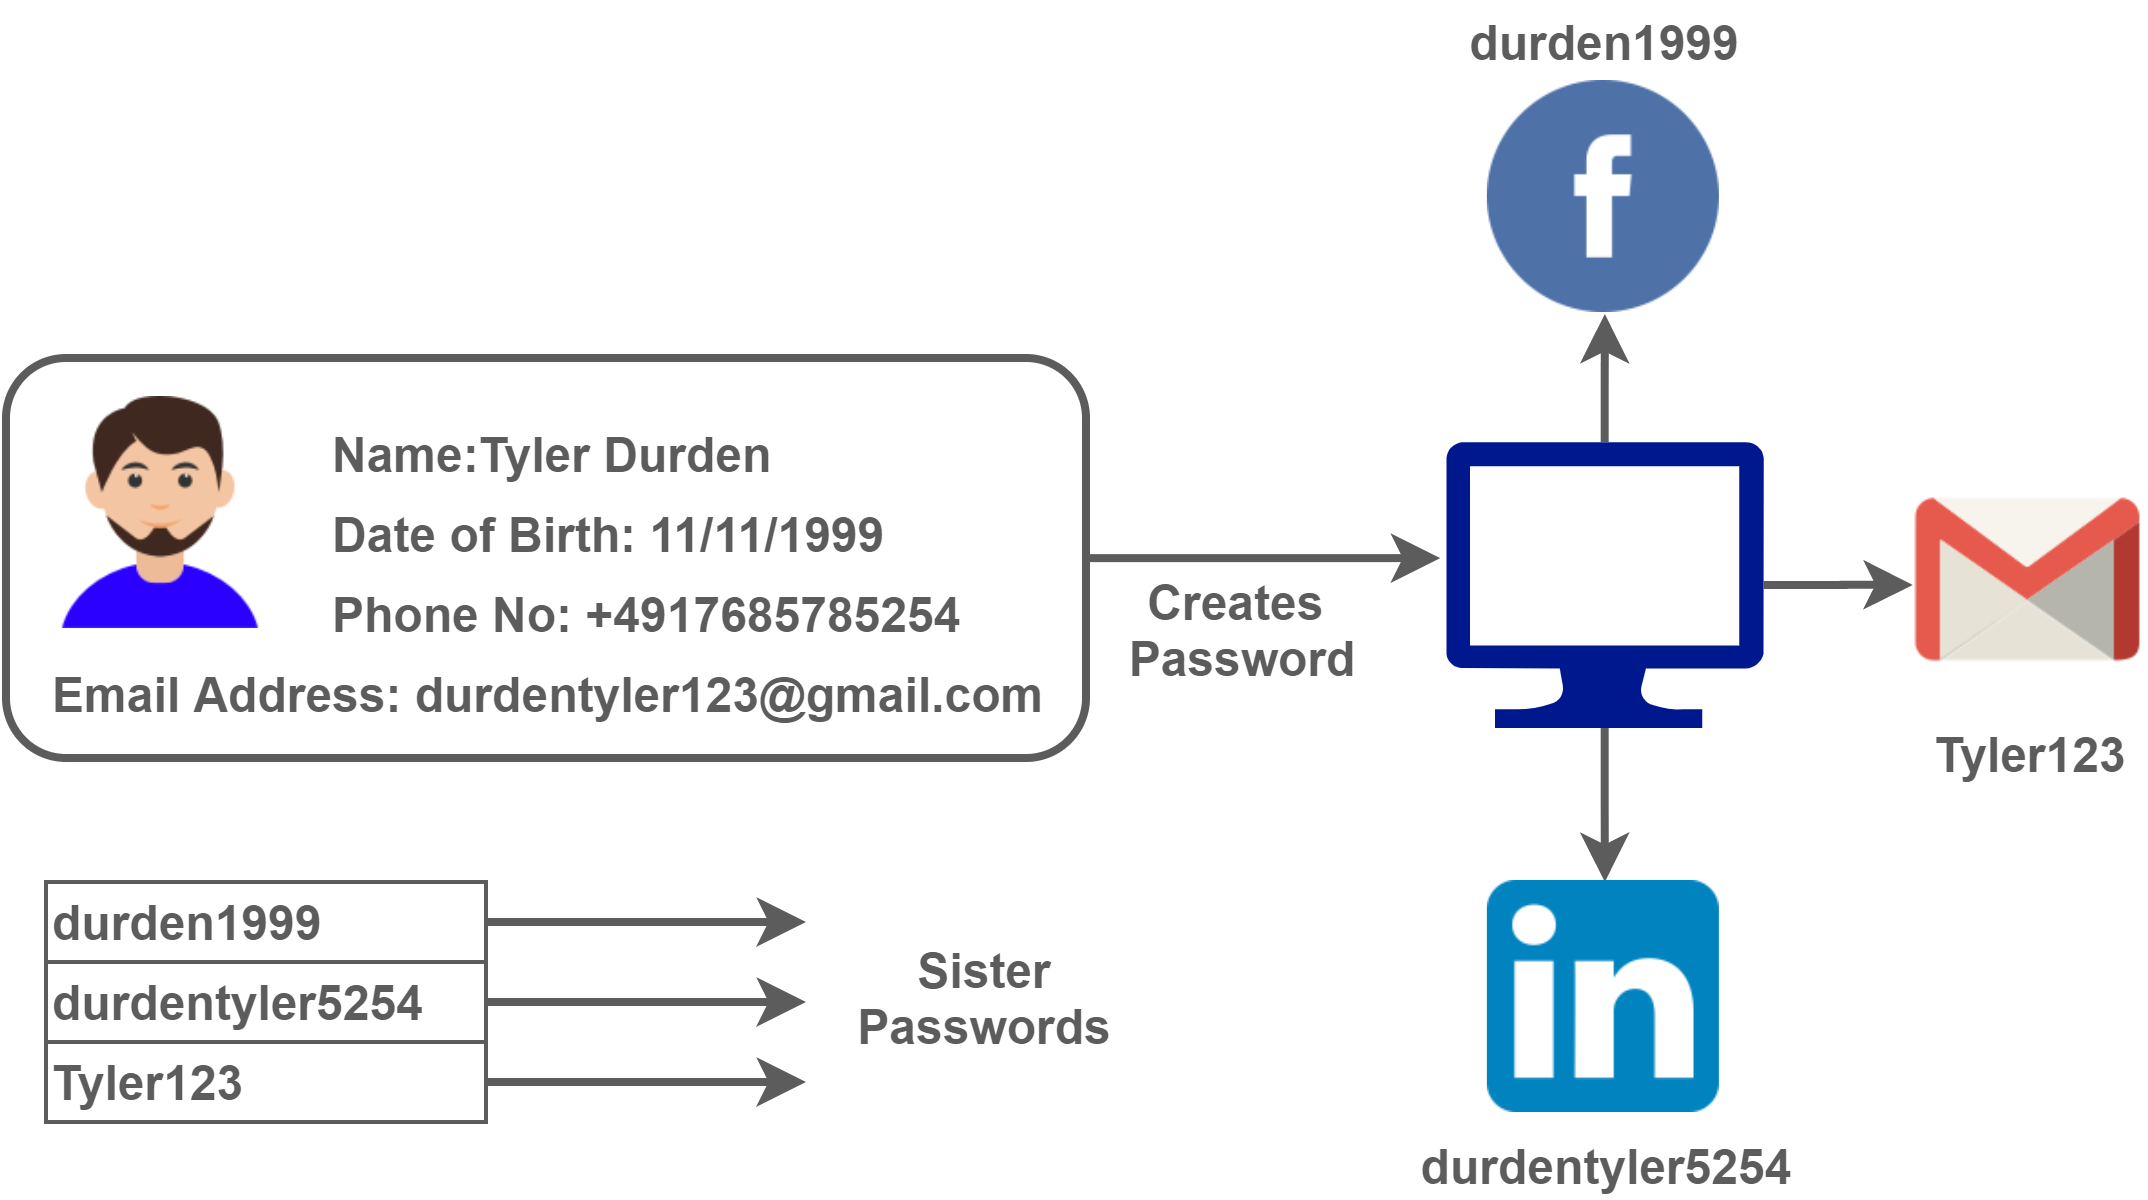 durden1999
f
Name:Tyler Durden
Date of Birth: 11/11/1999
Phone No: +4917685785254
Email Address: durdentyler123@gmail.com
Creates
Password
Tyler123
durden1999
durdentyler5254
Tyler123
Sister
Passwords
in
durdentyler5254